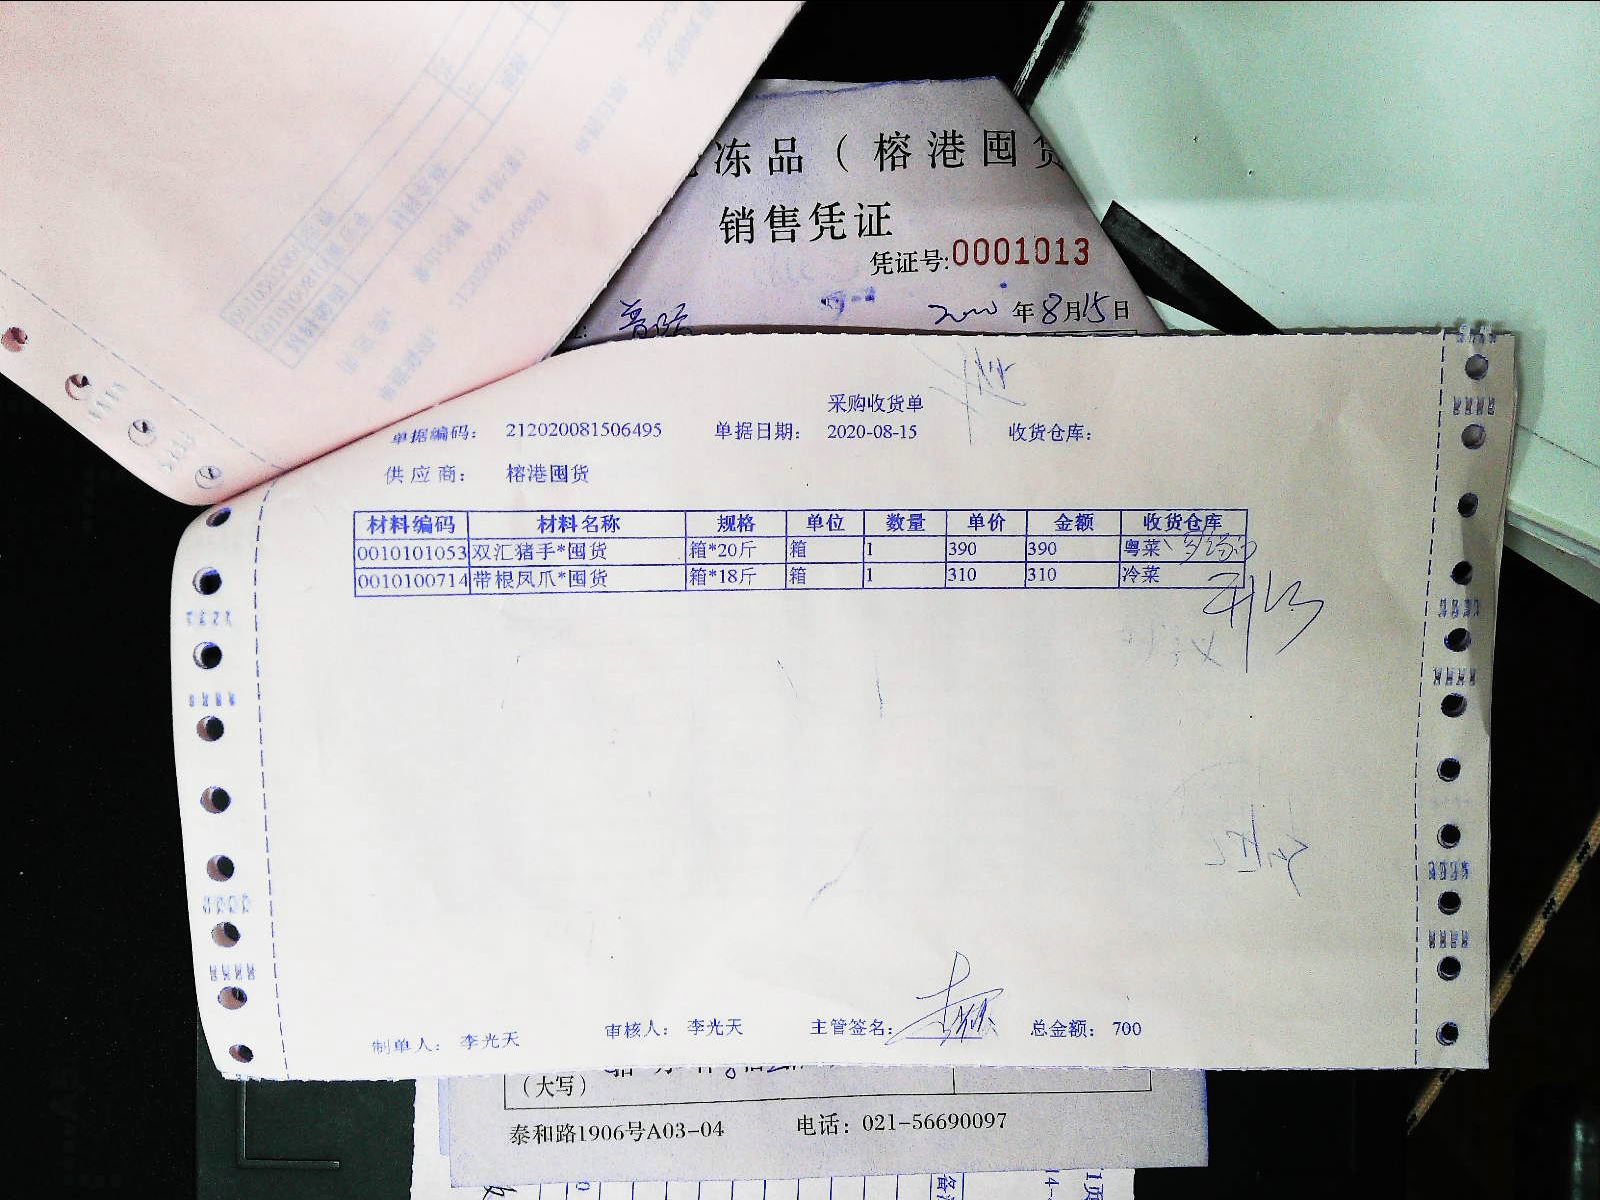 冻品（榕港囤货
销售凭证
凭证号:0001013
年8月15日
采购收货单
单据编码： 212020081506495 单据日期： 2020-08-15 收货仓库：
供应商： 榕港囤货
材料编码 材料名称 规格 单位 数量 单价 金额 收货仓库
0010101053 双汇猪手*囤货 箱*20斤 箱 1 390 390 粤菜
0010100714 带根凤爪*囤货 箱*18斤 箱 1 310 310 冷菜
制单人： 李光天 审核人： 李光天 主管签名： 总金额： 700
（大写）
泰和路1906号A03-04 电话：021-56690097